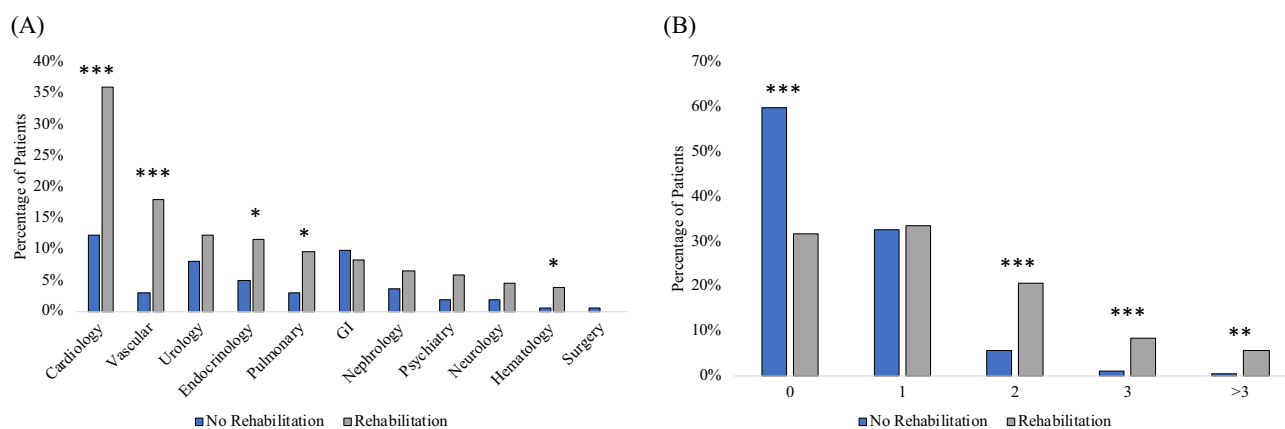 (A)
40%
35%
30%
25%
20%
15%
10%
5%
0%
Percentage of Patients
***
***
*
*
*
Cardiology
Vascular
Urology
Endocrinology
Pulmonary
GI
Nephrology
Psychiatry
Neurology
Hematology
Surgery
No Rehabilitation
Rehabilitation
(B)
70%
60%
50%
40%
30%
20%
10%
0%
Percentage of Patients
***
***
***
**
0
1
2
3
>3
No Rehabilitation
Rehabilitation